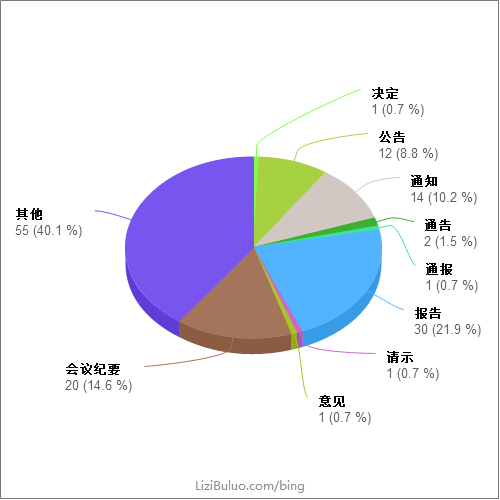 决定
1 (0.7 %)
公告
12 (8.8 %)
通知
14 (10.2 %)
通告
2 (1.5 %)
通报
1 (0.7 %)
报告
30 (21.9 %)
请示
1 (0.7 %)
意见
1 (0.7 %)
会议纪要
20 (14.6 %)
其他
55 (40.1 %)
LiziBuluo.com/bing